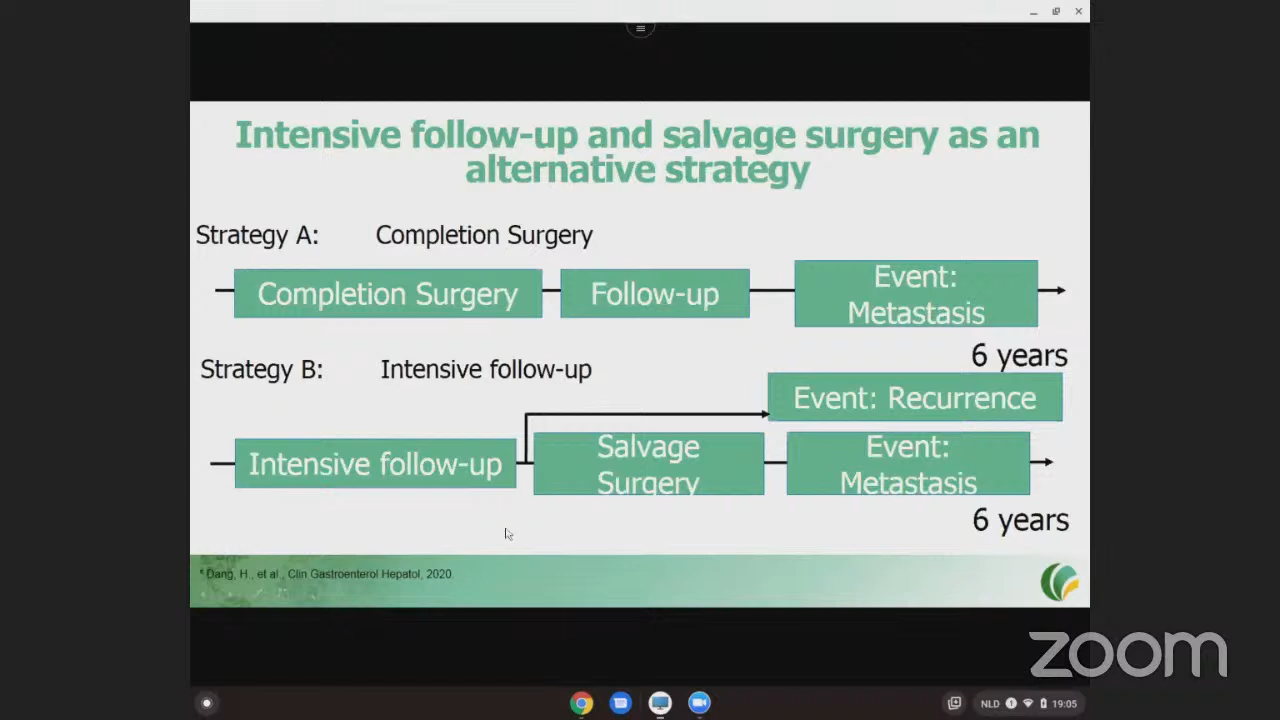 Intensive follow-up and salvage surgery as an
alternative strategy
Strategy A: Completion Surgery
Completion Surgery
Follow-up
Event:
Metastasis
6 years
Strategy B: Intensive follow-up
Event: Recurrence
Intensive follow-up
Salvage
Surgery
Event:
Metastasis
6 years
* Dang, H., et al., Clin Gastroenterol Hepatol, 2020.
zoom
NLD 1 19:05